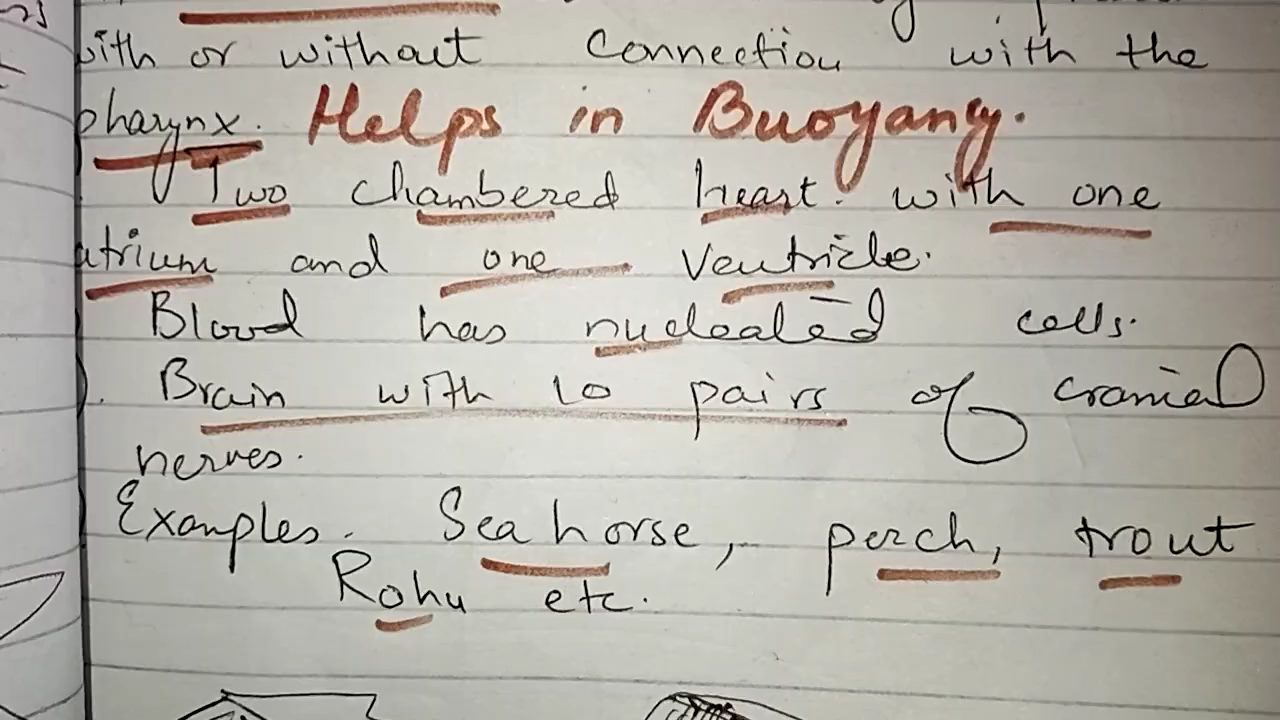 with or without connection with the
pharynx. Helps in Buoyancy.
Two chambered heart. with one
atrium and one Ventricle.
Blood has nucleated cells.
). Brain with 10 pairs of cranial
nerves.
Examples. Sea horse, perch, trout
Rohu etc.